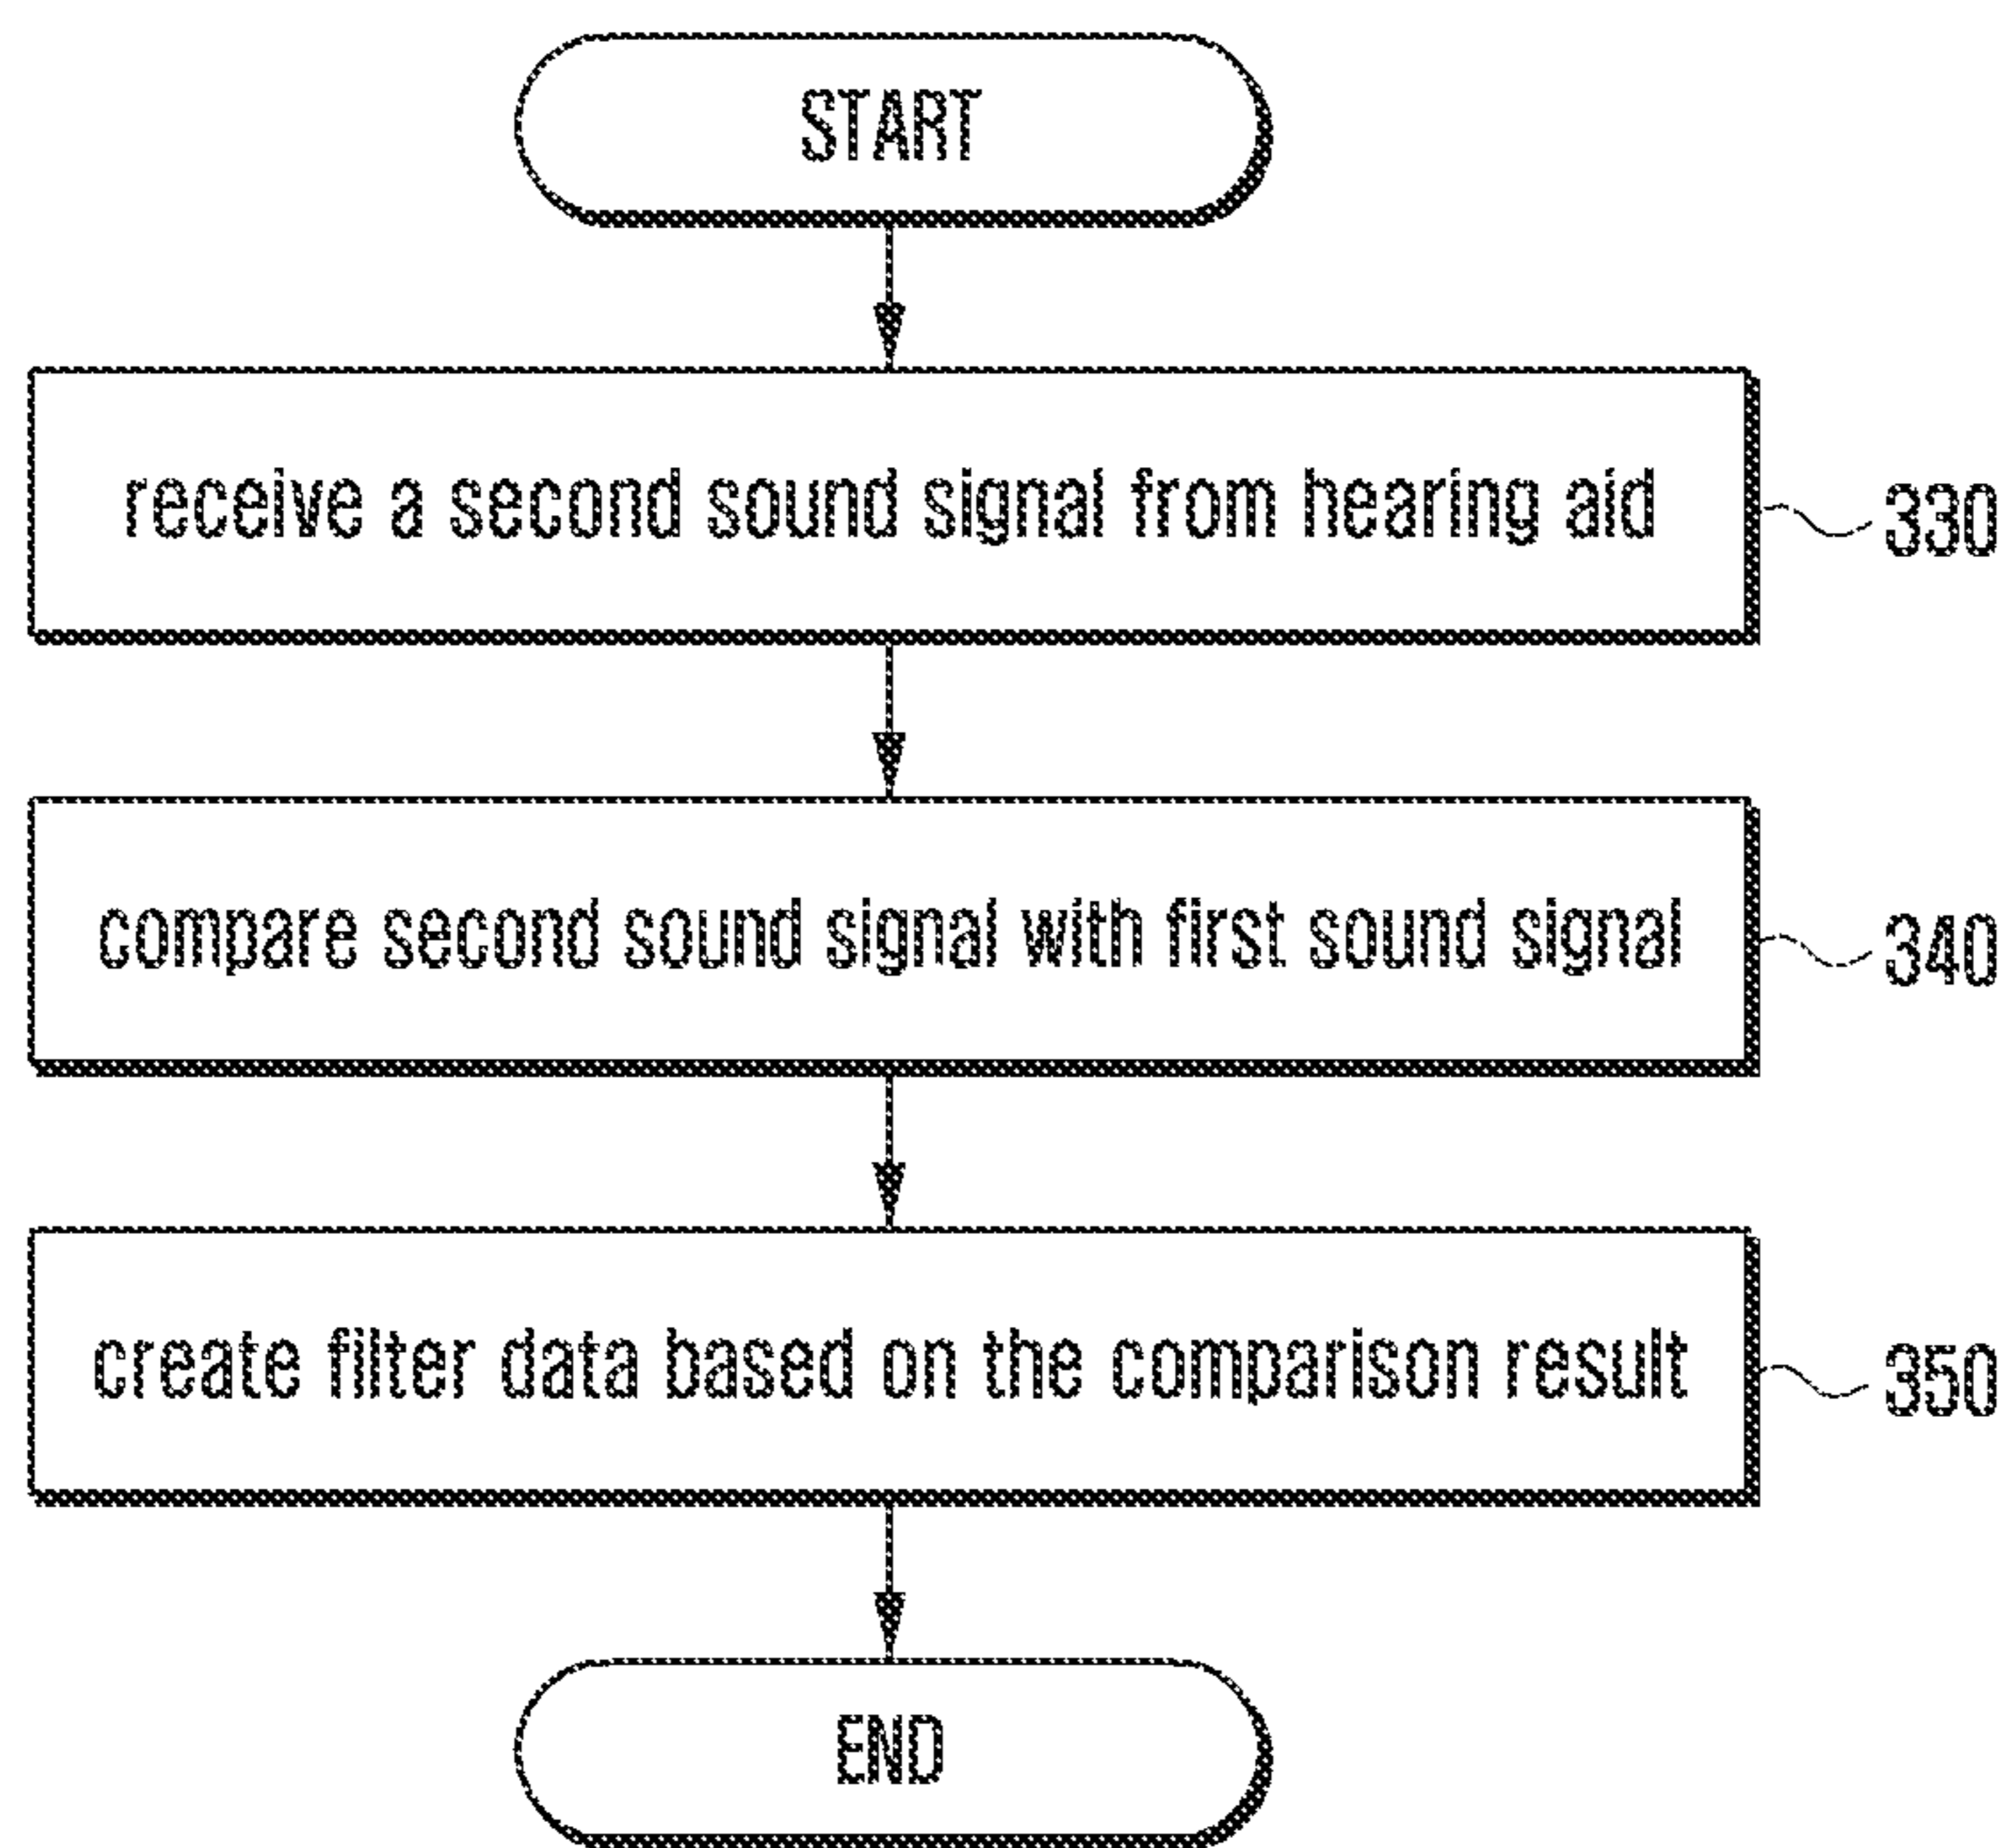 START
receive a second sound signal from hearing aid
330
compare second sound signal with first sound signal
340
create filter data based on the comparison result
350
END